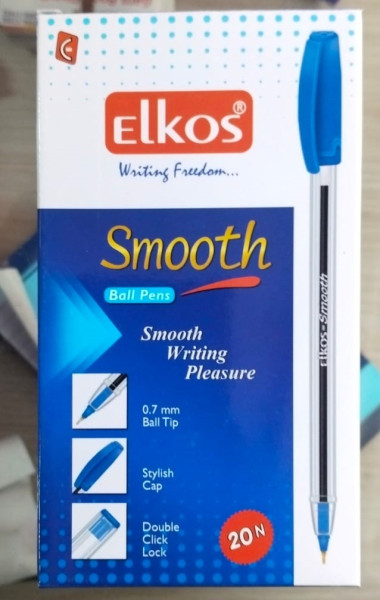 Elkos®
Writing Freedom...
Smooth
Ball Pens
Smooth
Writing
Pleasure
0.7 mm
Ball Tip
Stylish
Cap
Double
Click
Lock
20 N
Elkos-Smooth